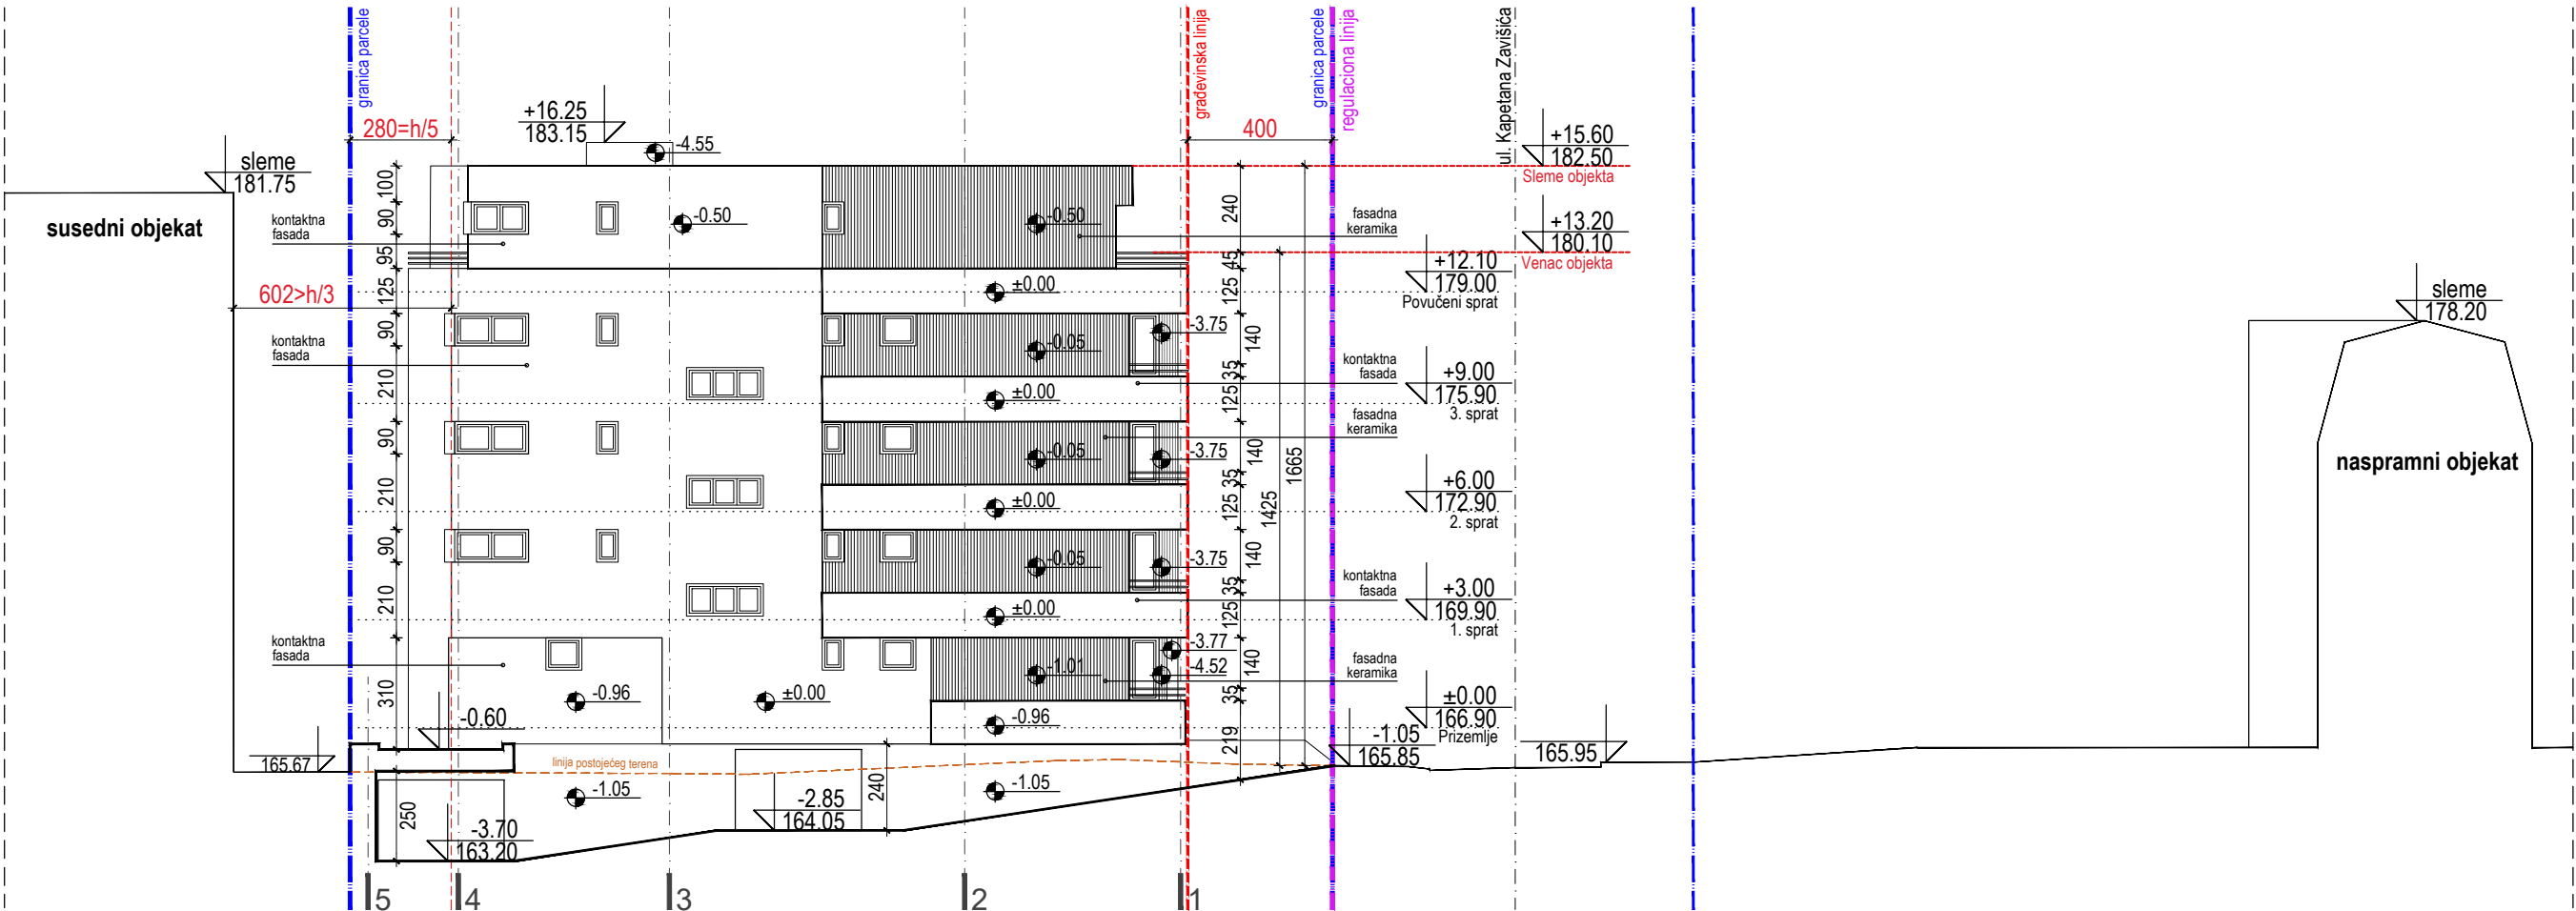 granica parcele
građevinska linija
granica parcele
regulaciona linija
ul. Kapetana Zavišića
280=h/5
+16.25
183.15
-4.55
400
+15.60
182.50
Sleme objekta
sleme
181.75
susedni objekat
kontaktna
fasada
100
90
95
-0.50
-0.50
240
fasadna
keramika
+13.20
180.10
Venac objekta
45
+12.10
179.00
Povučeni sprat
602>h/3
125
±0.00
125
sleme
178.20
naspramni objekat
kontaktna
fasada
90
-0.05
-3.75
140
35
kontaktna
fasada
+9.00
175.90
3. sprat
210
±0.00
125
fasadna
keramika
90
-0.05
-3.75
140
35
1665
1425
+6.00
172.90
2. sprat
210
±0.00
125
90
-0.05
-3.75
140
35
kontaktna
fasada
+3.00
169.90
1. sprat
210
±0.00
125
kontaktna
fasada
310
-3.77
-4.52
-1.01
140
35
fasadna
keramika
-0.96
±0.00
-0.96
±0.00
166.90
Prizemlje
-0.60
219
-1.05
165.85
165.95
165.67
linija postojećeg terena
-1.05
-2.85
164.05
240
-1.05
250
-3.70
163.20
5
4
3
2
1